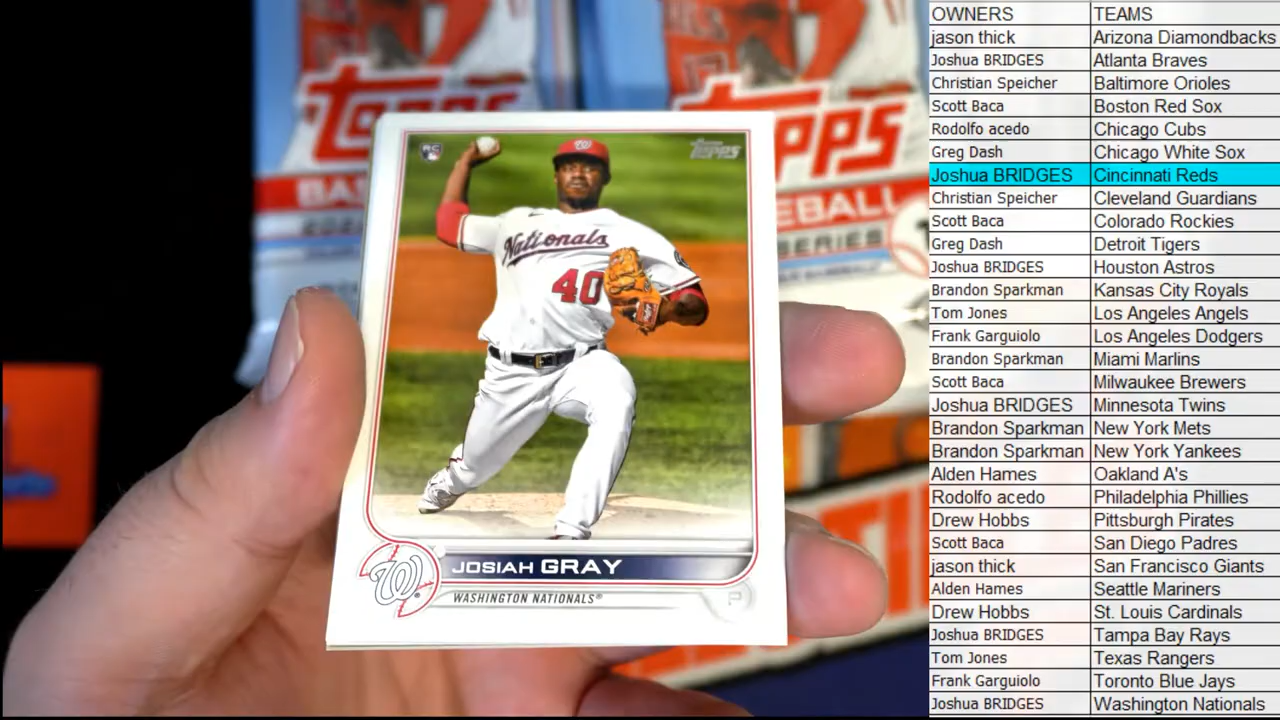 OWNERS TEAMS
jason thick Arizona Diamondbacks
Joshua BRIDGES Atlanta Braves
Christian Speicher Baltimore Orioles
Scott Baca Boston Red Sox
Rodolfo acedo Chicago Cubs
Greg Dash Chicago White Sox
Joshua BRIDGES Cincinnati Reds
Christian Speicher Cleveland Guardians
Scott Baca Colorado Rockies
Greg Dash Detroit Tigers
Joshua BRIDGES Houston Astros
Brandon Sparkman Kansas City Royals
Tom Jones Los Angeles Angels
Frank Garguiolo Los Angeles Dodgers
Brandon Sparkman Miami Marlins
Scott Baca Milwaukee Brewers
Joshua BRIDGES Minnesota Twins
Brandon Sparkman New York Mets
Brandon Sparkman New York Yankees
Alden Hames Oakland A's
Rodolfo acedo Philadelphia Phillies
Drew Hobbs Pittsburgh Pirates
Scott Baca San Diego Padres
jason thick San Francisco Giants
Alden Hames Seattle Mariners
Drew Hobbs St. Louis Cardinals
Joshua BRIDGES Tampa Bay Rays
Tom Jones Texas Rangers
Frank Garguiolo Toronto Blue Jays
Joshua BRIDGES Washington Nationals
RC
topps
W
Nationals
40
JOSIAH GRAY
W
WASHINGTON NATIONALS®
P
SERIES